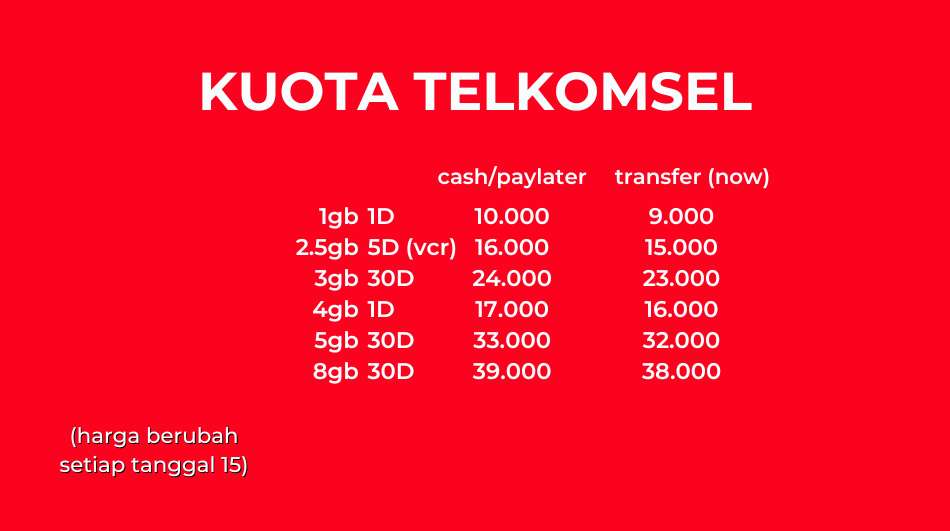 KUOTA TELKOMSEL
cash/paylater transfer (now)
1gb 1D 10.000 9.000
2.5gb 5D (vcr) 16.000 15.000
3gb 30D 24.000 23.000
4gb 1D 17.000 16.000
5gb 30D 33.000 32.000
8gb 30D 39.000 38.000
(harga berubah
setiap tanggal 15)